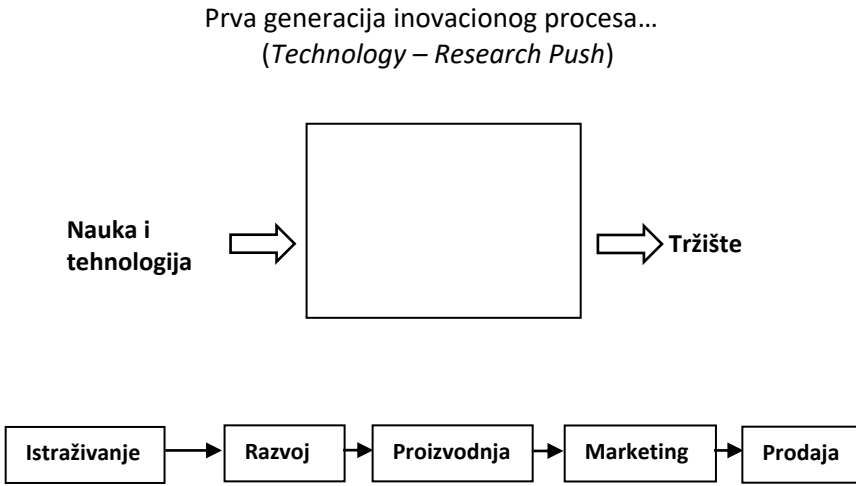 Prva generacija inovacionog procesa…
(Technology – Research Push)
Nauka i
tehnologija
Tržište
Istraživanje
Razvoj
Proizvodnja
Marketing
Prodaja